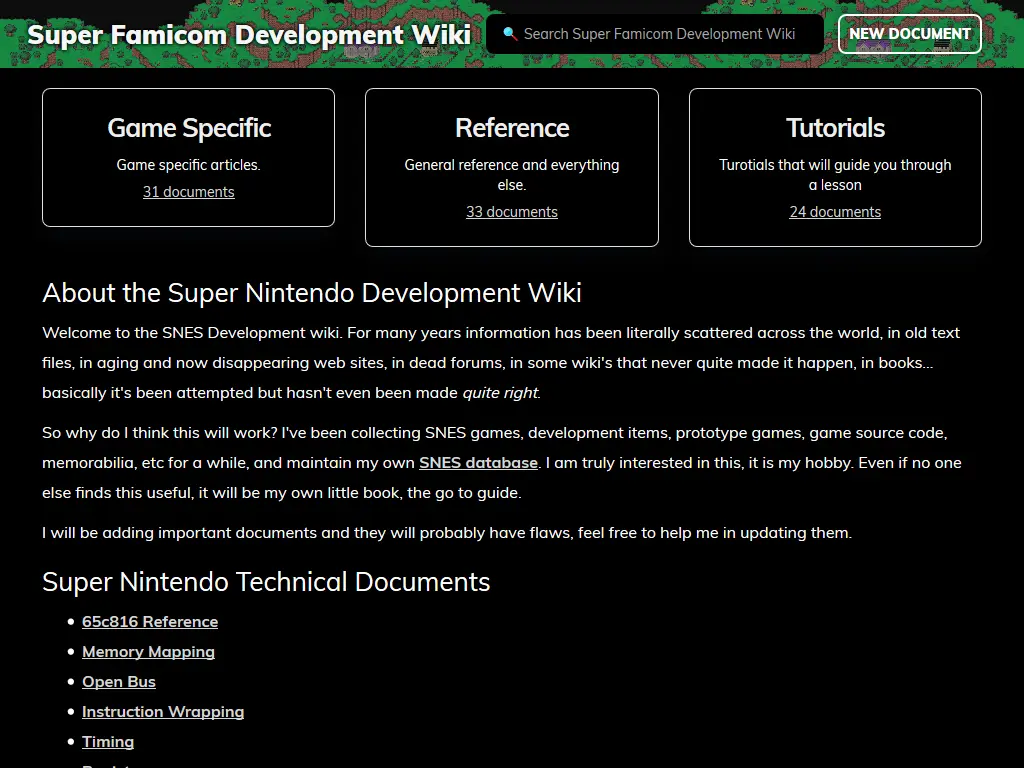 Super Famicom Development Wiki
Search Super Famicom Development Wiki
NEW DOCUMENT
Game Specific
Game specific articles.
31 documents
Reference
General reference and everything
else.
33 documents
Tutorials
Turotials that will guide you through
a lesson
24 documents
About the Super Nintendo Development Wiki
Welcome to the SNES Development wiki. For many years information has been literally scattered across the world, in old text
files, in aging and now disappearing web sites, in dead forums, in some wiki's that never quite made it happen, in books...
basically it's been attempted but hasn't even been made quite right.
So why do I think this will work? I've been collecting SNES games, development items, prototype games, game source code,
memorabilia, etc for a while, and maintain my own SNES database. I am truly interested in this, it is my hobby. Even if no one
else finds this useful, it will be my own little book, the go to guide.
I will be adding important documents and they will probably have flaws, feel free to help me in updating them.
Super Nintendo Technical Documents
65c816 Reference
Memory Mapping
Open Bus
Instruction Wrapping
Timing